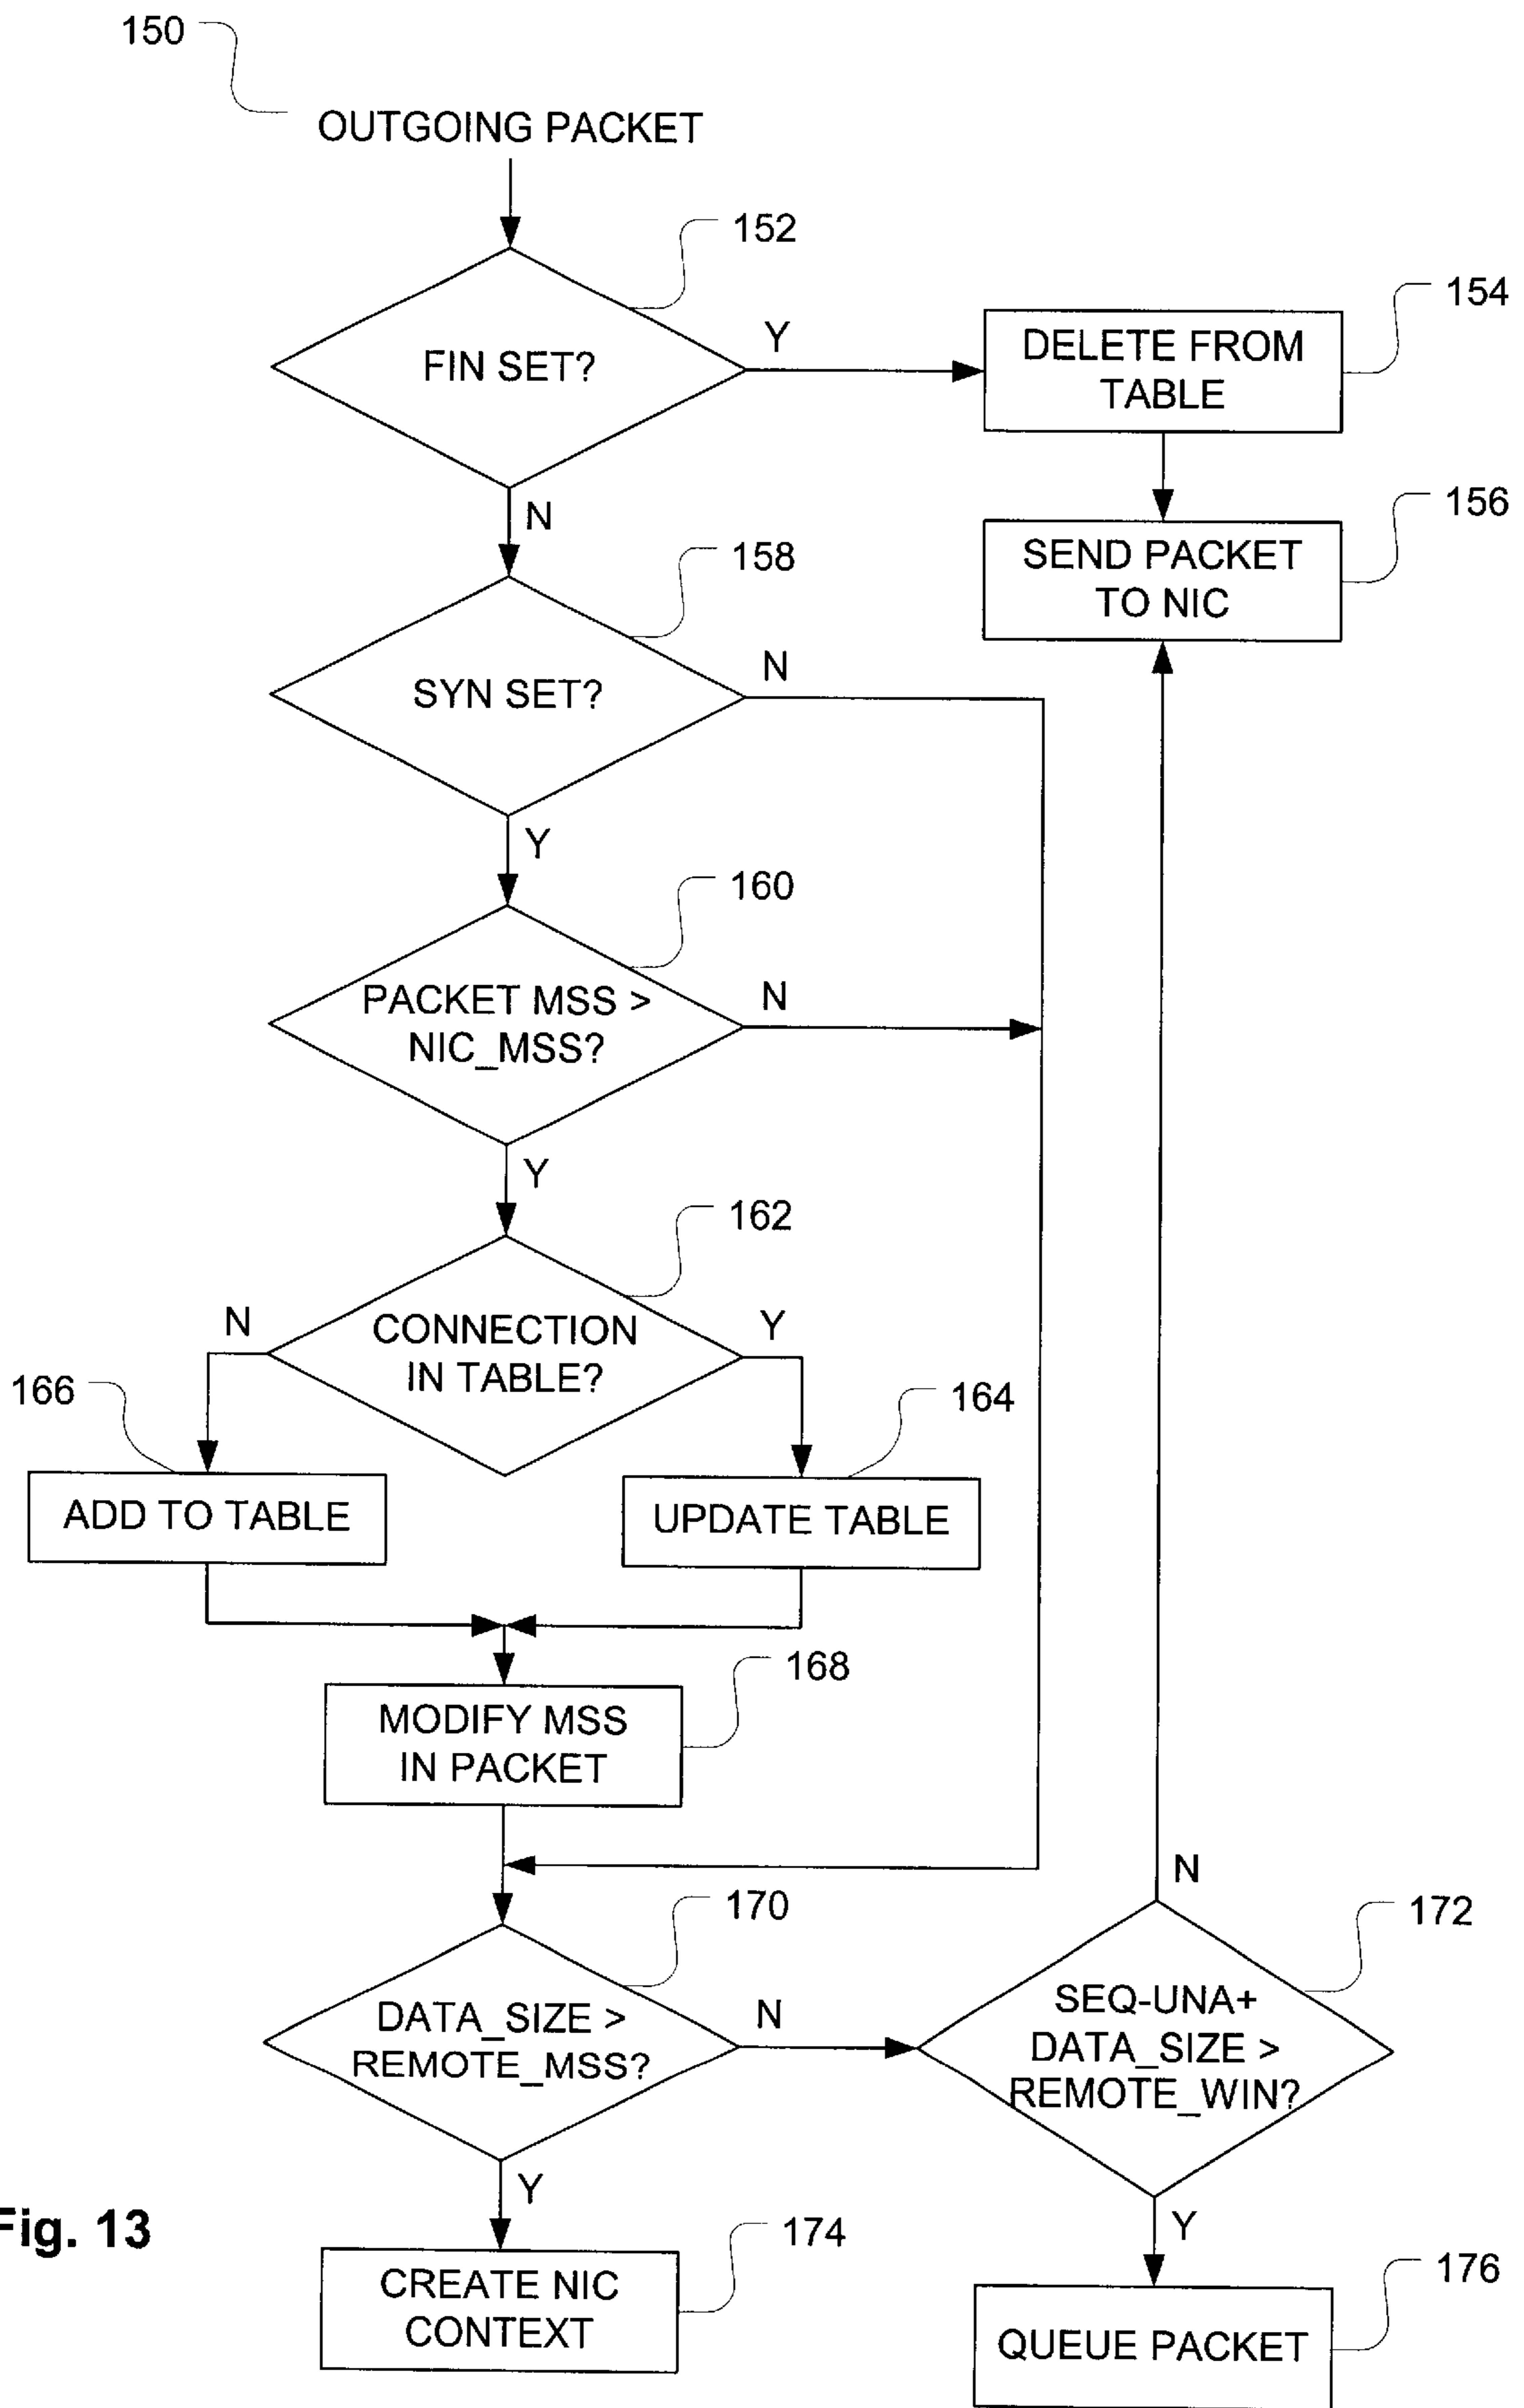 150
OUTGOING PACKET
152
FIN SET?
Y
154
DELETE FROM
TABLE
N
156
SEND PACKET
TO NIC
158
SYN SET?
N
Y
160
PACKET MSS >
NIC_MSS?
N
Y
162
CONNECTION
IN TABLE?
N
Y
166
164
ADD TO TABLE
UPDATE TABLE
168
MODIFY MSS
IN PACKET
N
170
172
DATA_SIZE >
REMOTE_MSS?
N
SEQ-UNA+
DATA_SIZE >
REMOTE_WIN?
Y
Y
Fig. 13
174
CREATE NIC
CONTEXT
176
QUEUE PACKET